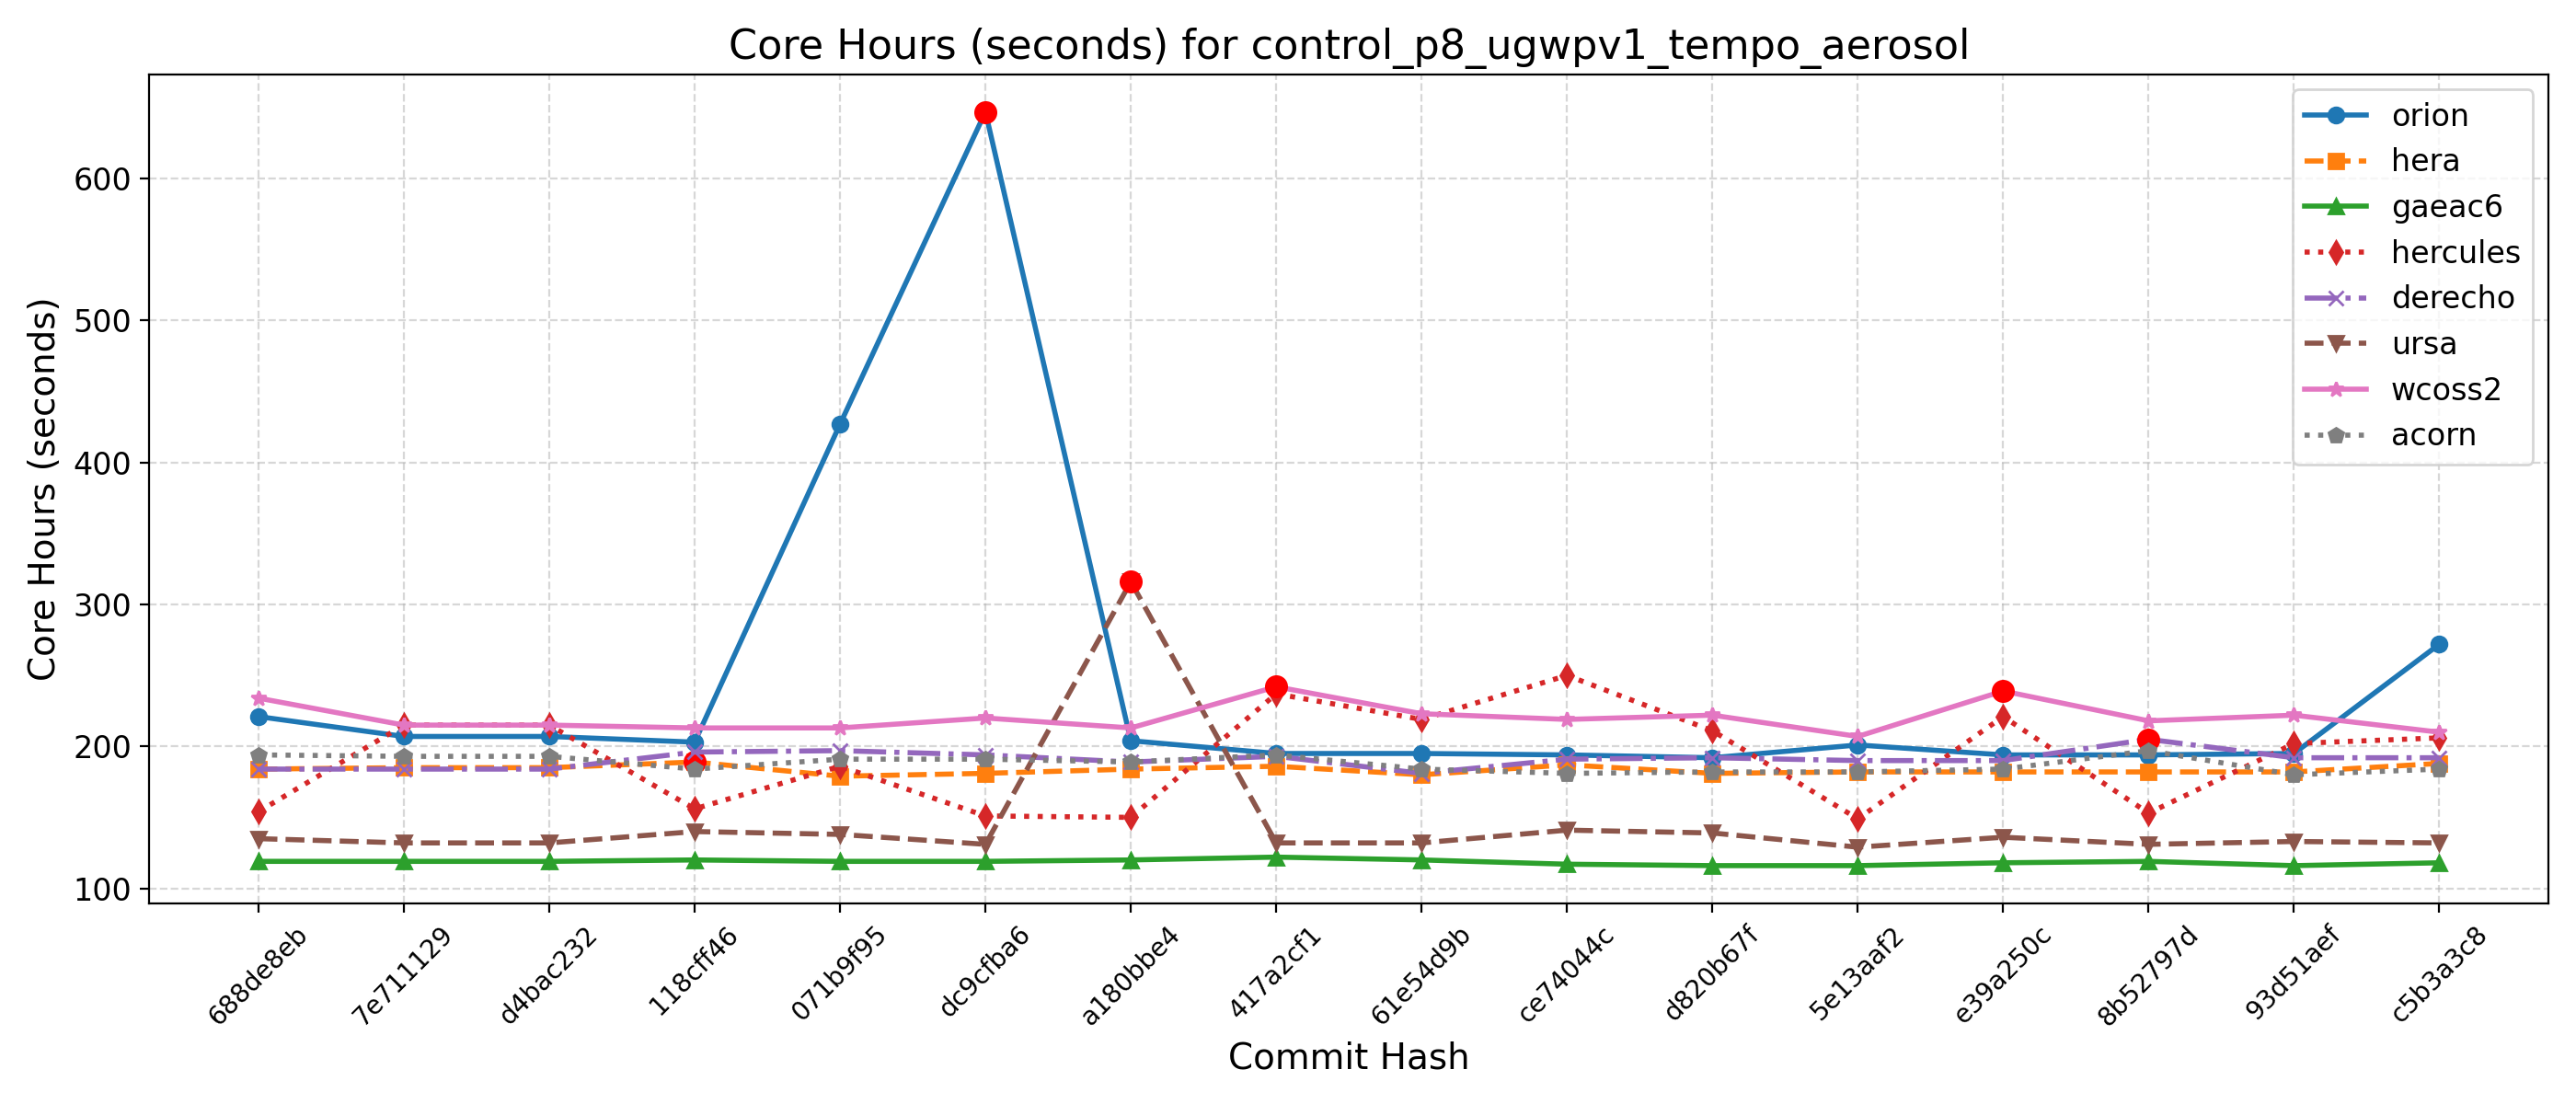 Core Hours (seconds) for control_p8_ugwpv1_tempo_aerosol
Core Hours (seconds)
600
500
400
300
200
100
orion
hera
gaeac6
hercules
derecho
ursa
wcoss2
acorn
688de8eb
7e711129
d4bac232
118cff46
071b9f95
dc9cfba6
a180bbe4
417a2cf1
61e54d9b
ce74044c
d820b67f
5e13aaf2
e39a250c
8b52797d
93d51aef
c5b3a3c8
Commit Hash